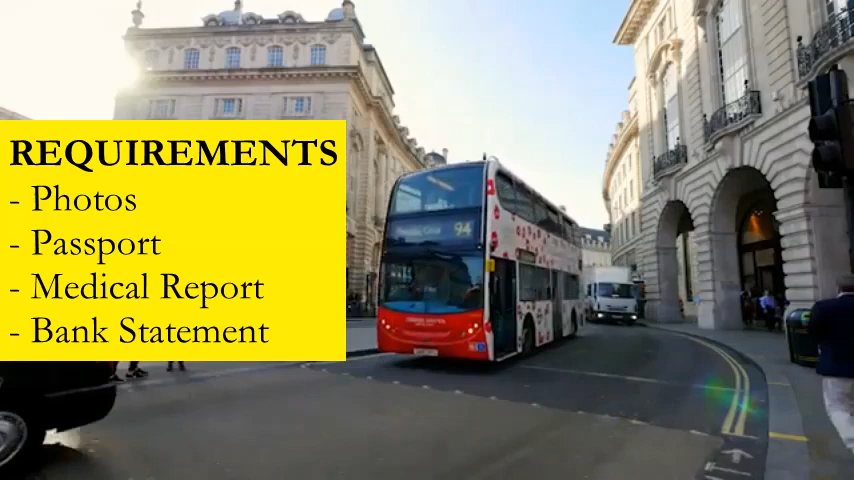 REQUIREMENTS
- Photos
- Passport
- Medical Report
- Bank Statement
94